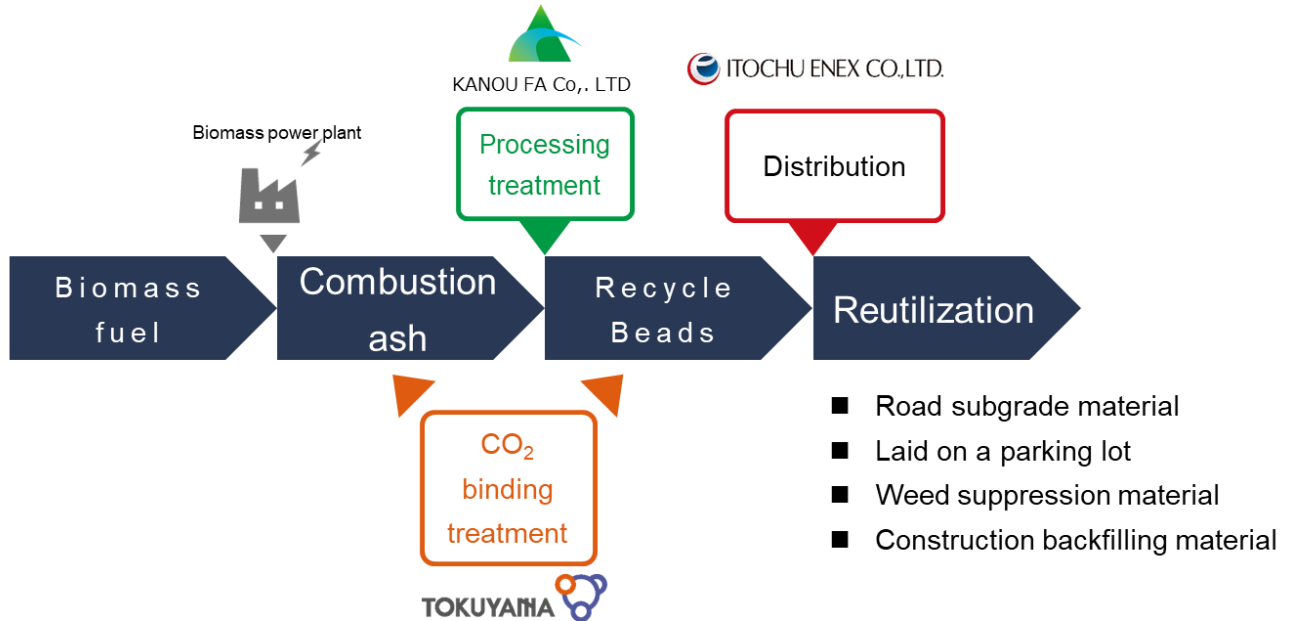 KANOU FA Co,. LTD
ITOCHU ENEX CO.,LTD.
Biomass power plant
Processing
treatment
Distribution
Biomass
fuel
Combustion
ash
Recycle
Beads
Reutilization
CO₂
binding
treatment
TOKUYAMA
■ Road subgrade material
■ Laid on a parking lot
■ Weed suppression material
■ Construction backfilling material